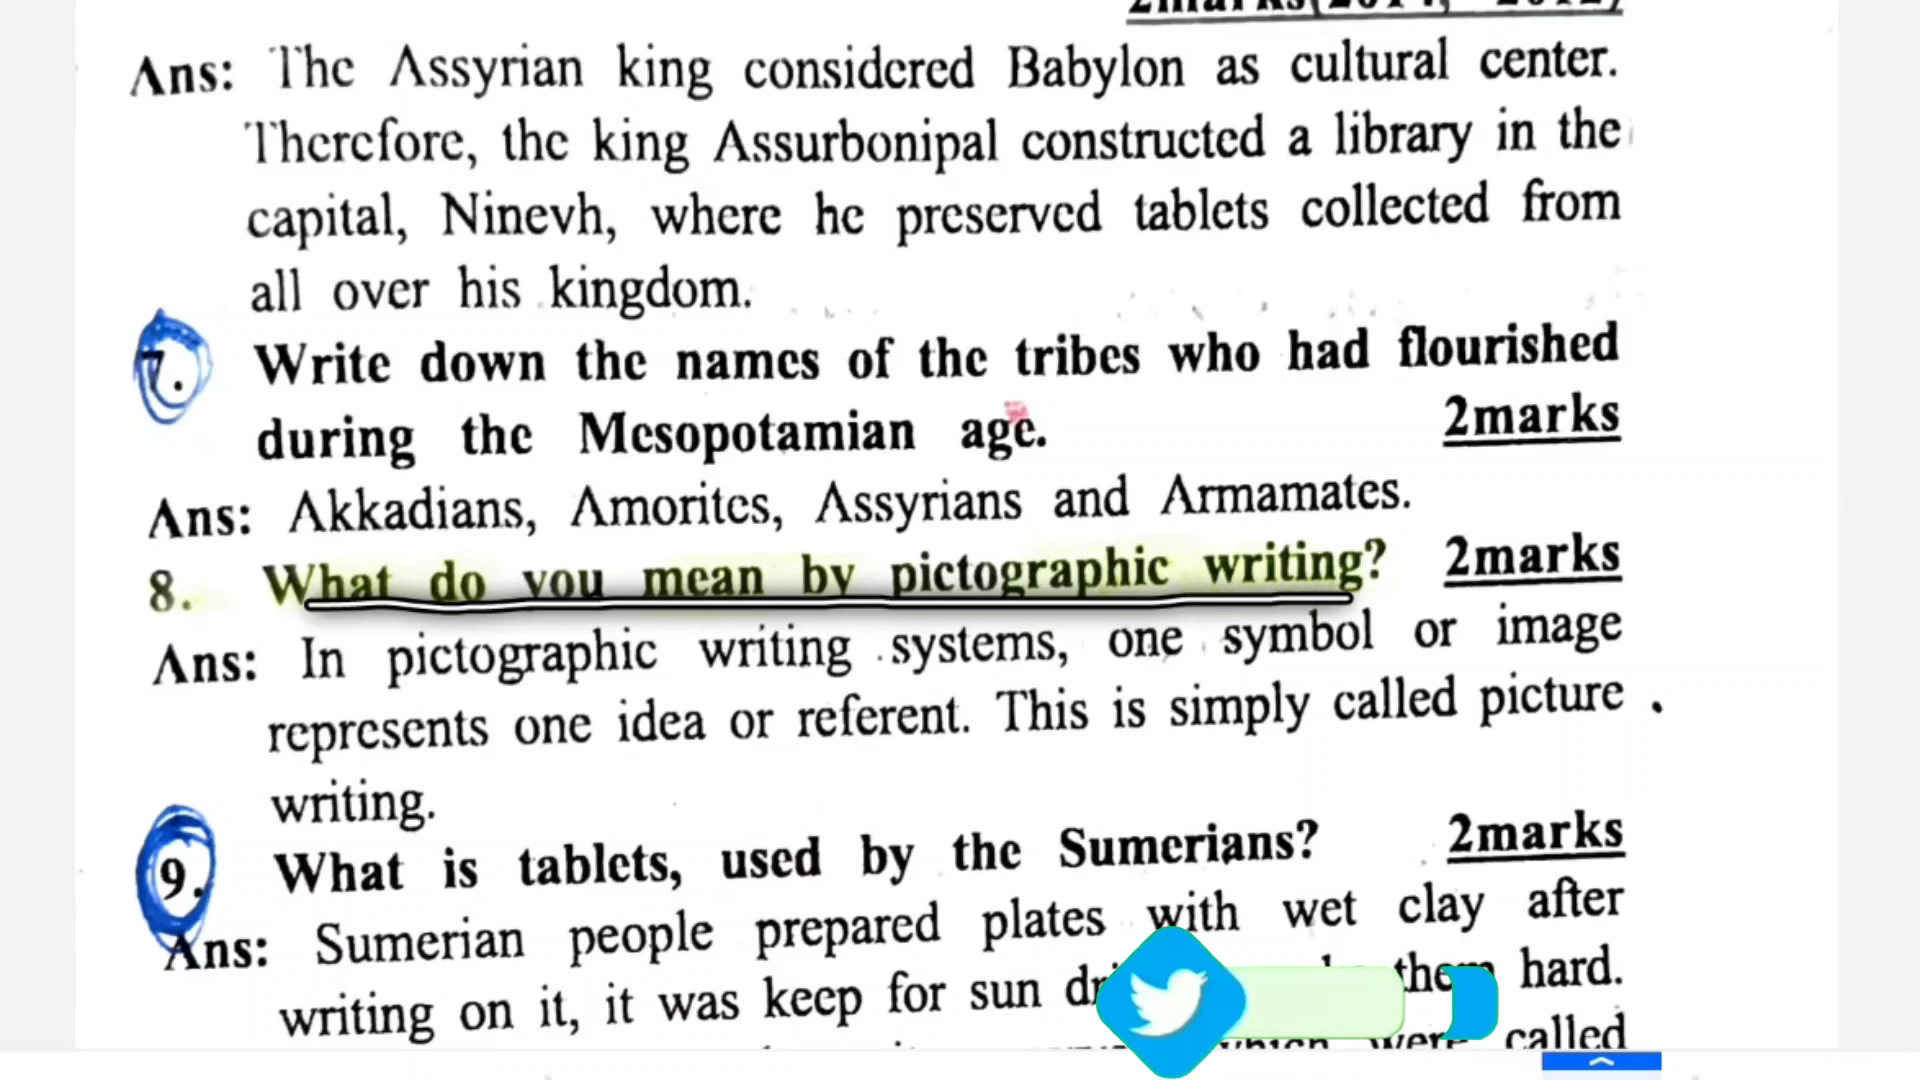 Ans: The Assyrian king considered Babylon as cultural center.
Therefore, the king Assurbonipal constructed a library in the
capital, Ninevh, where he preserved tablets collected from
all over his kingdom.
7. Write down the names of the tribes who had flourished
during the Mesopotamian age. 2marks
Ans: Akkadians, Amorites, Assyrians and Armamates.
8. What do you mean by pictographic writing? 2marks
Ans: In pictographic writing systems, one symbol or image
represents one idea or referent. This is simply called picture
writing.
9. What is tablets, used by the Sumerians? 2marks
Ans: Sumerian people prepared plates with wet clay after
writing on it, it was keep for sun hard.
called